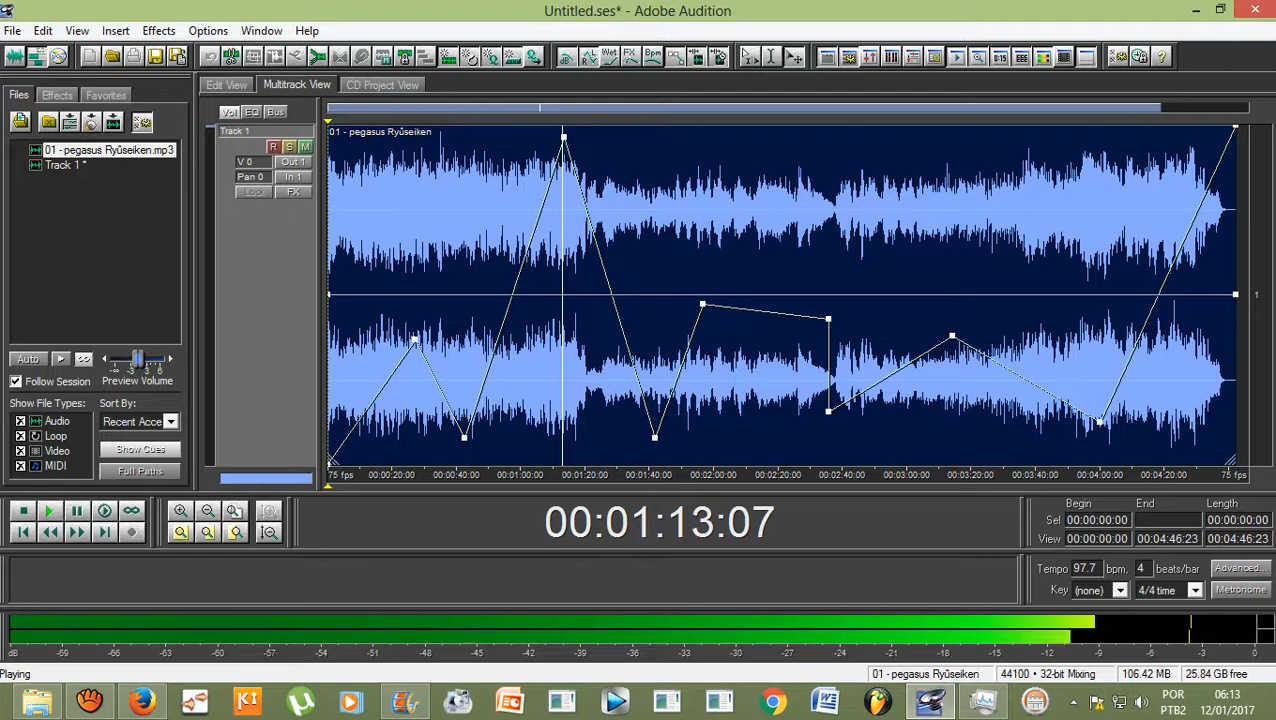 Untitled.ses* - Adobe Audition
File Edit View Insert Effects Options Window Help
Files Effects Favorites
Edit View Multitrack View CD Project View
Vol EQ Bus
Track 1
R S M
V 0 Out 1
Pan 0 In 1
Lock FX
01 - pegasus Ryûseiken.mp3
Track 1 *
01 - pegasus Ryûseiken
1
Auto
-∞ -6 -3 0 3 6
Follow Session Preview Volume
Show File Types: Sort By:
Audio Recent Acce
Loop
Video Show Cues
MIDI Full Paths
75 fps 00:00:20:00 00:00:40:00 00:01:00:00 00:01:20:00 00:01:40:00 00:02:00:00 00:02:20:00 00:02:40:00 00:03:00:00 00:03:20:00 00:03:40:00 00:04:00:00 00:04:20:00 75 fps
00:01:13:07
Begin End Length
Sel 00:00:00:00 00:00:00:00
View 00:00:00:00 00:04:46:23 00:04:46:23
Tempo 97.7 bpm, 4 beats/bar Advanced...
Key (none) 4/4 time Metronome
dB -69 -66 -63 -60 -57 -54 -51 -48 -45 -42 -39 -36 -33 -30 -27 -24 -21 -18 -15 -12 -9 -6 -3 0
Playing 01 - pegasus Ryûseiken 44100 • 32-bit Mixing 106.42 MB 25.84 GB free
POR 06:13
PTB2 12/01/2017